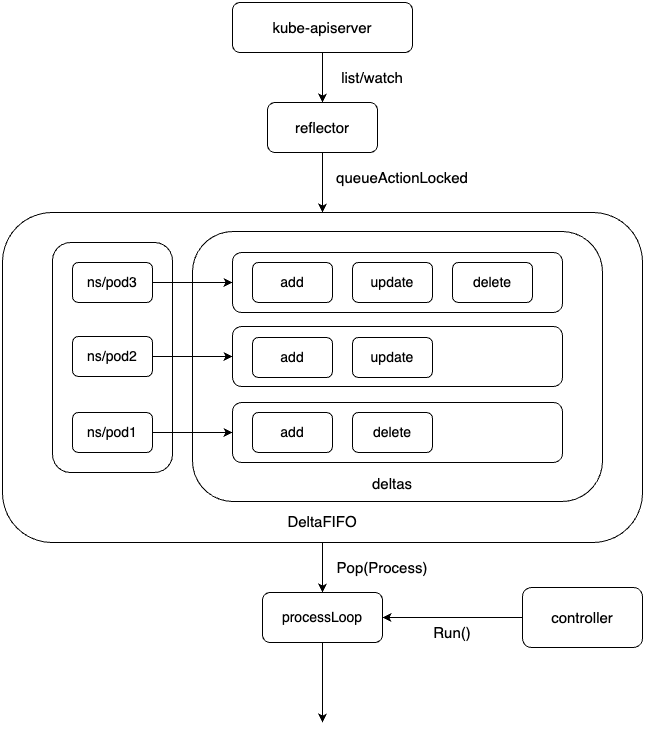 kube-apiserver
list/watch
reflector
queueActionLocked
ns/pod3
add
update
delete
ns/pod2
add
update
ns/pod1
add
delete
deltas
DeltaFIFO
Pop(Process)
processLoop
controller
Run()